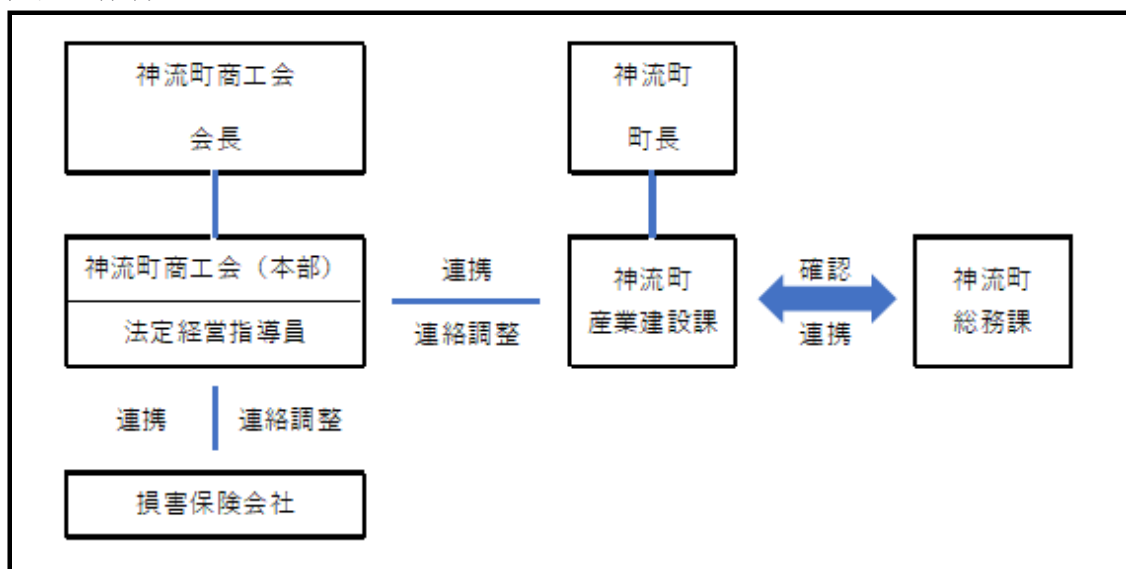 神流町商工会
会長
神流町
町長
神流町商工会（本部）
法定経営指導員
連携
連絡調整
神流町
産業建設課
確認
連携
神流町
総務課
連携
連絡調整
損害保険会社